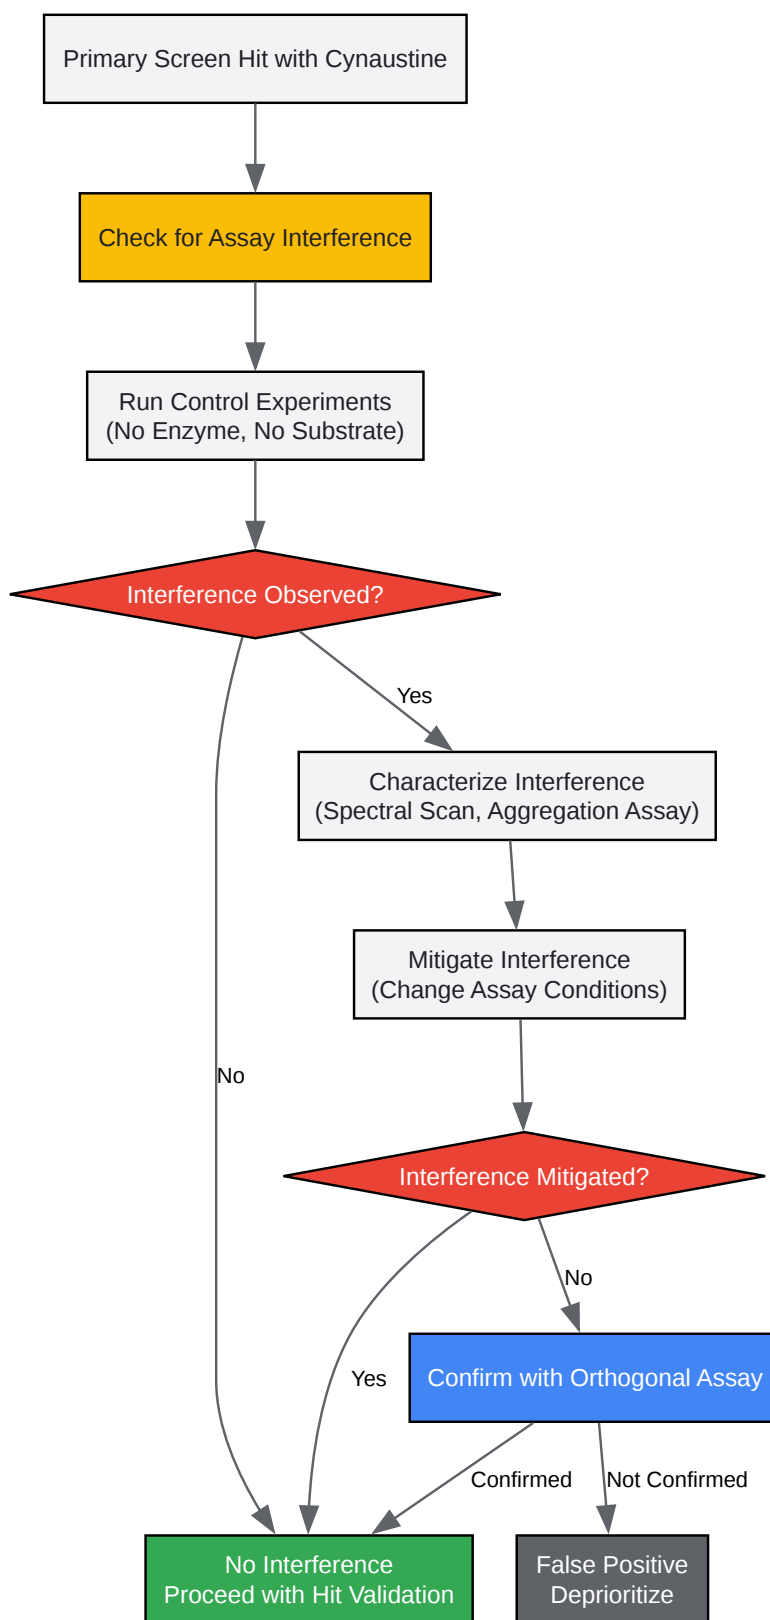 Primary Screen Hit with Cynaustine
Check for Assay Interference
Run Control Experiments
(No Enzyme, No Substrate)
Interference Observed?
Yes
Characterize Interference
(Spectral Scan, Aggregation Assay)
Mitigate Interference
(Change Assay Conditions)
No
Interference Mitigated?
No
Yes
Confirm with Orthogonal Assay
Confirmed
Not Confirmed
No Interference
Proceed with Hit Validation
False Positive
Deprioritize